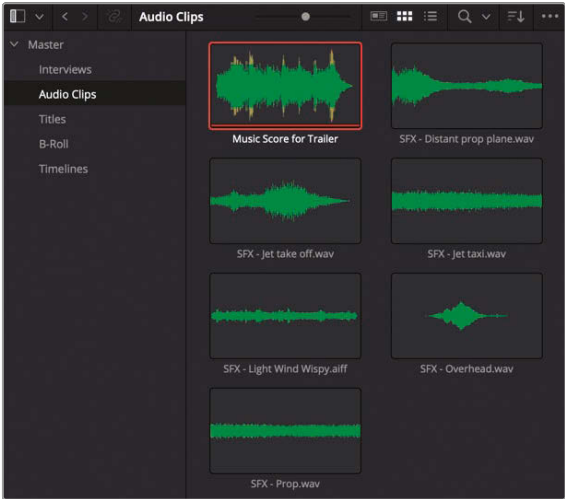 Audio Clips
Master
Interviews
Audio Clips
Titles
B-Roll
Timelines
Music Score for Trailer
SFX - Distant prop plane.wav
SFX - Jet take off.wav
SFX - Jet taxi.wav
SFX - Light Wind Wispy.aiff
SFX - Overhead.wav
SFX - Prop.wav